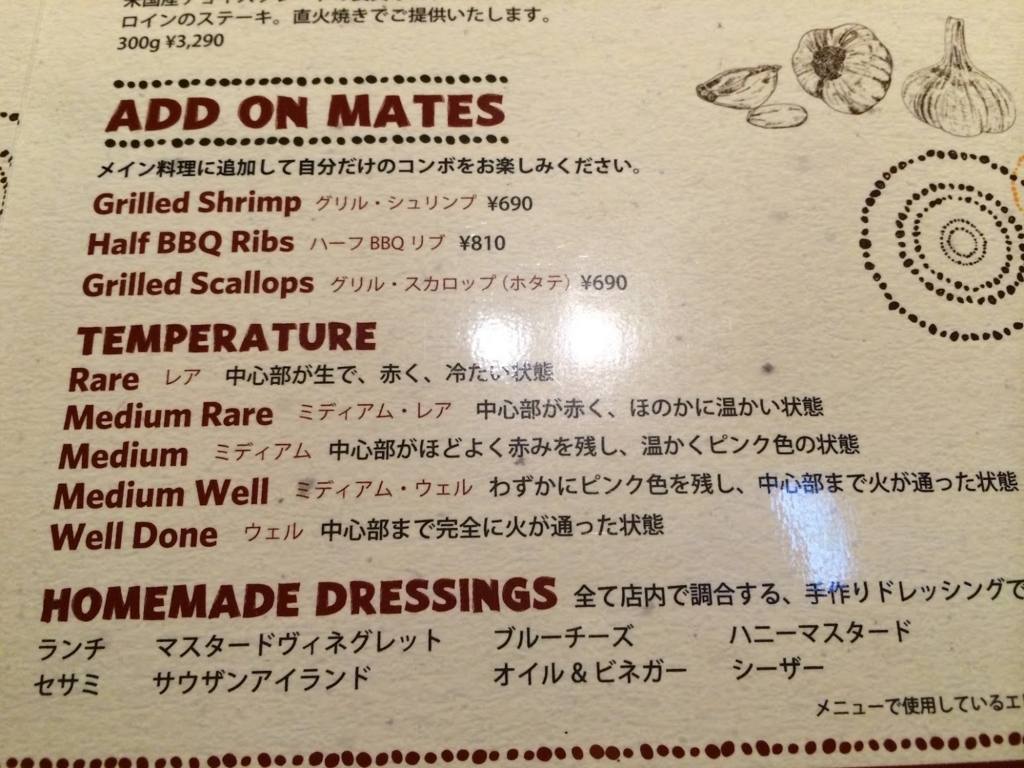 ロインのステーキ。直火焼きでご提供いたします。
300g ¥3,290
ADD ON MATES
メイン料理に追加して自分だけのコンボをお楽しみください。
Grilled Shrimp グリル・シュリンプ ¥690
Half BBQ Ribs ハーフ BBQ リブ ¥810
Grilled Scallops グリル・スカロップ（ホタテ）¥690
TEMPERATURE
Rare レア 中心部が生で、赤く、冷たい状態
Medium Rare ミディアム・レア 中心部が赤く、ほのかに温かい状態
Medium ミディアム 中心部がほどよく赤みを残し、温かくピンク色の状態
Medium Well ミディアム・ウェル わずかにピンク色を残し、中心部まで火が通った状態
Well Done ウェル 中心部まで完全に火が通った状態
HOMEMADE DRESSINGS 全て店内で調合する、手作りドレッシングで
ランチ マスタードヴィネグレット ブルーチーズ ハニーマスタード
セサミ サウザンアイランド オイル & ビネガー シーザー
メニューで使用しているエ